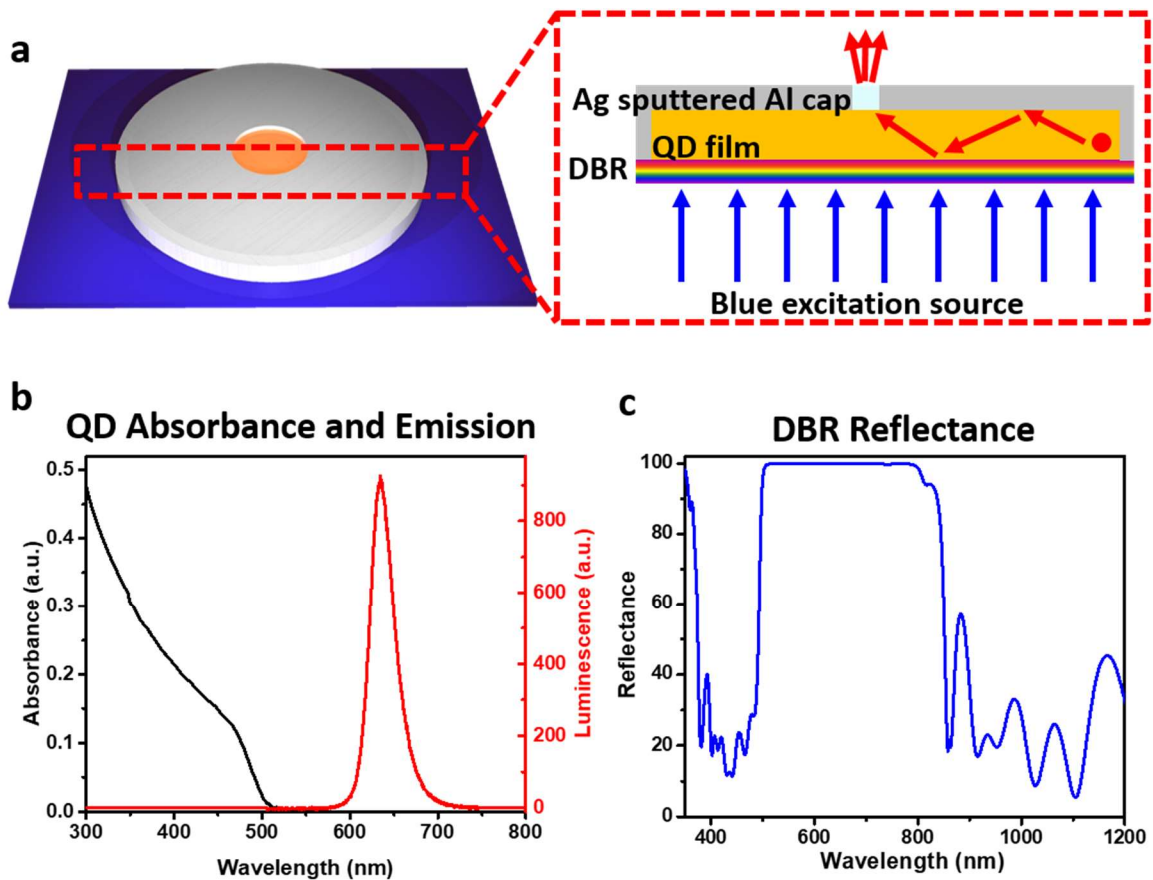 a
Ag sputtered Al cap
QD film
DBR
Blue excitation source
b
QD Absorbance and Emission
0.5
0.4
0.3
0.2
0.1
0.0
Absorbance (a.u.)
800
600
400
200
0
Luminescence (a.u.)
300 400 500 600 700 800
Wavelength (nm)
c
DBR Reflectance
100
80
60
40
20
0
Reflectance
400 600 800 1000 1200
Wavelength (nm)